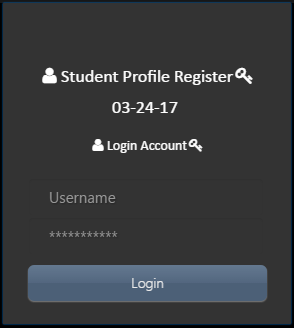 Student Profile Register
03-24-17
Login Account
Username
***********
Login